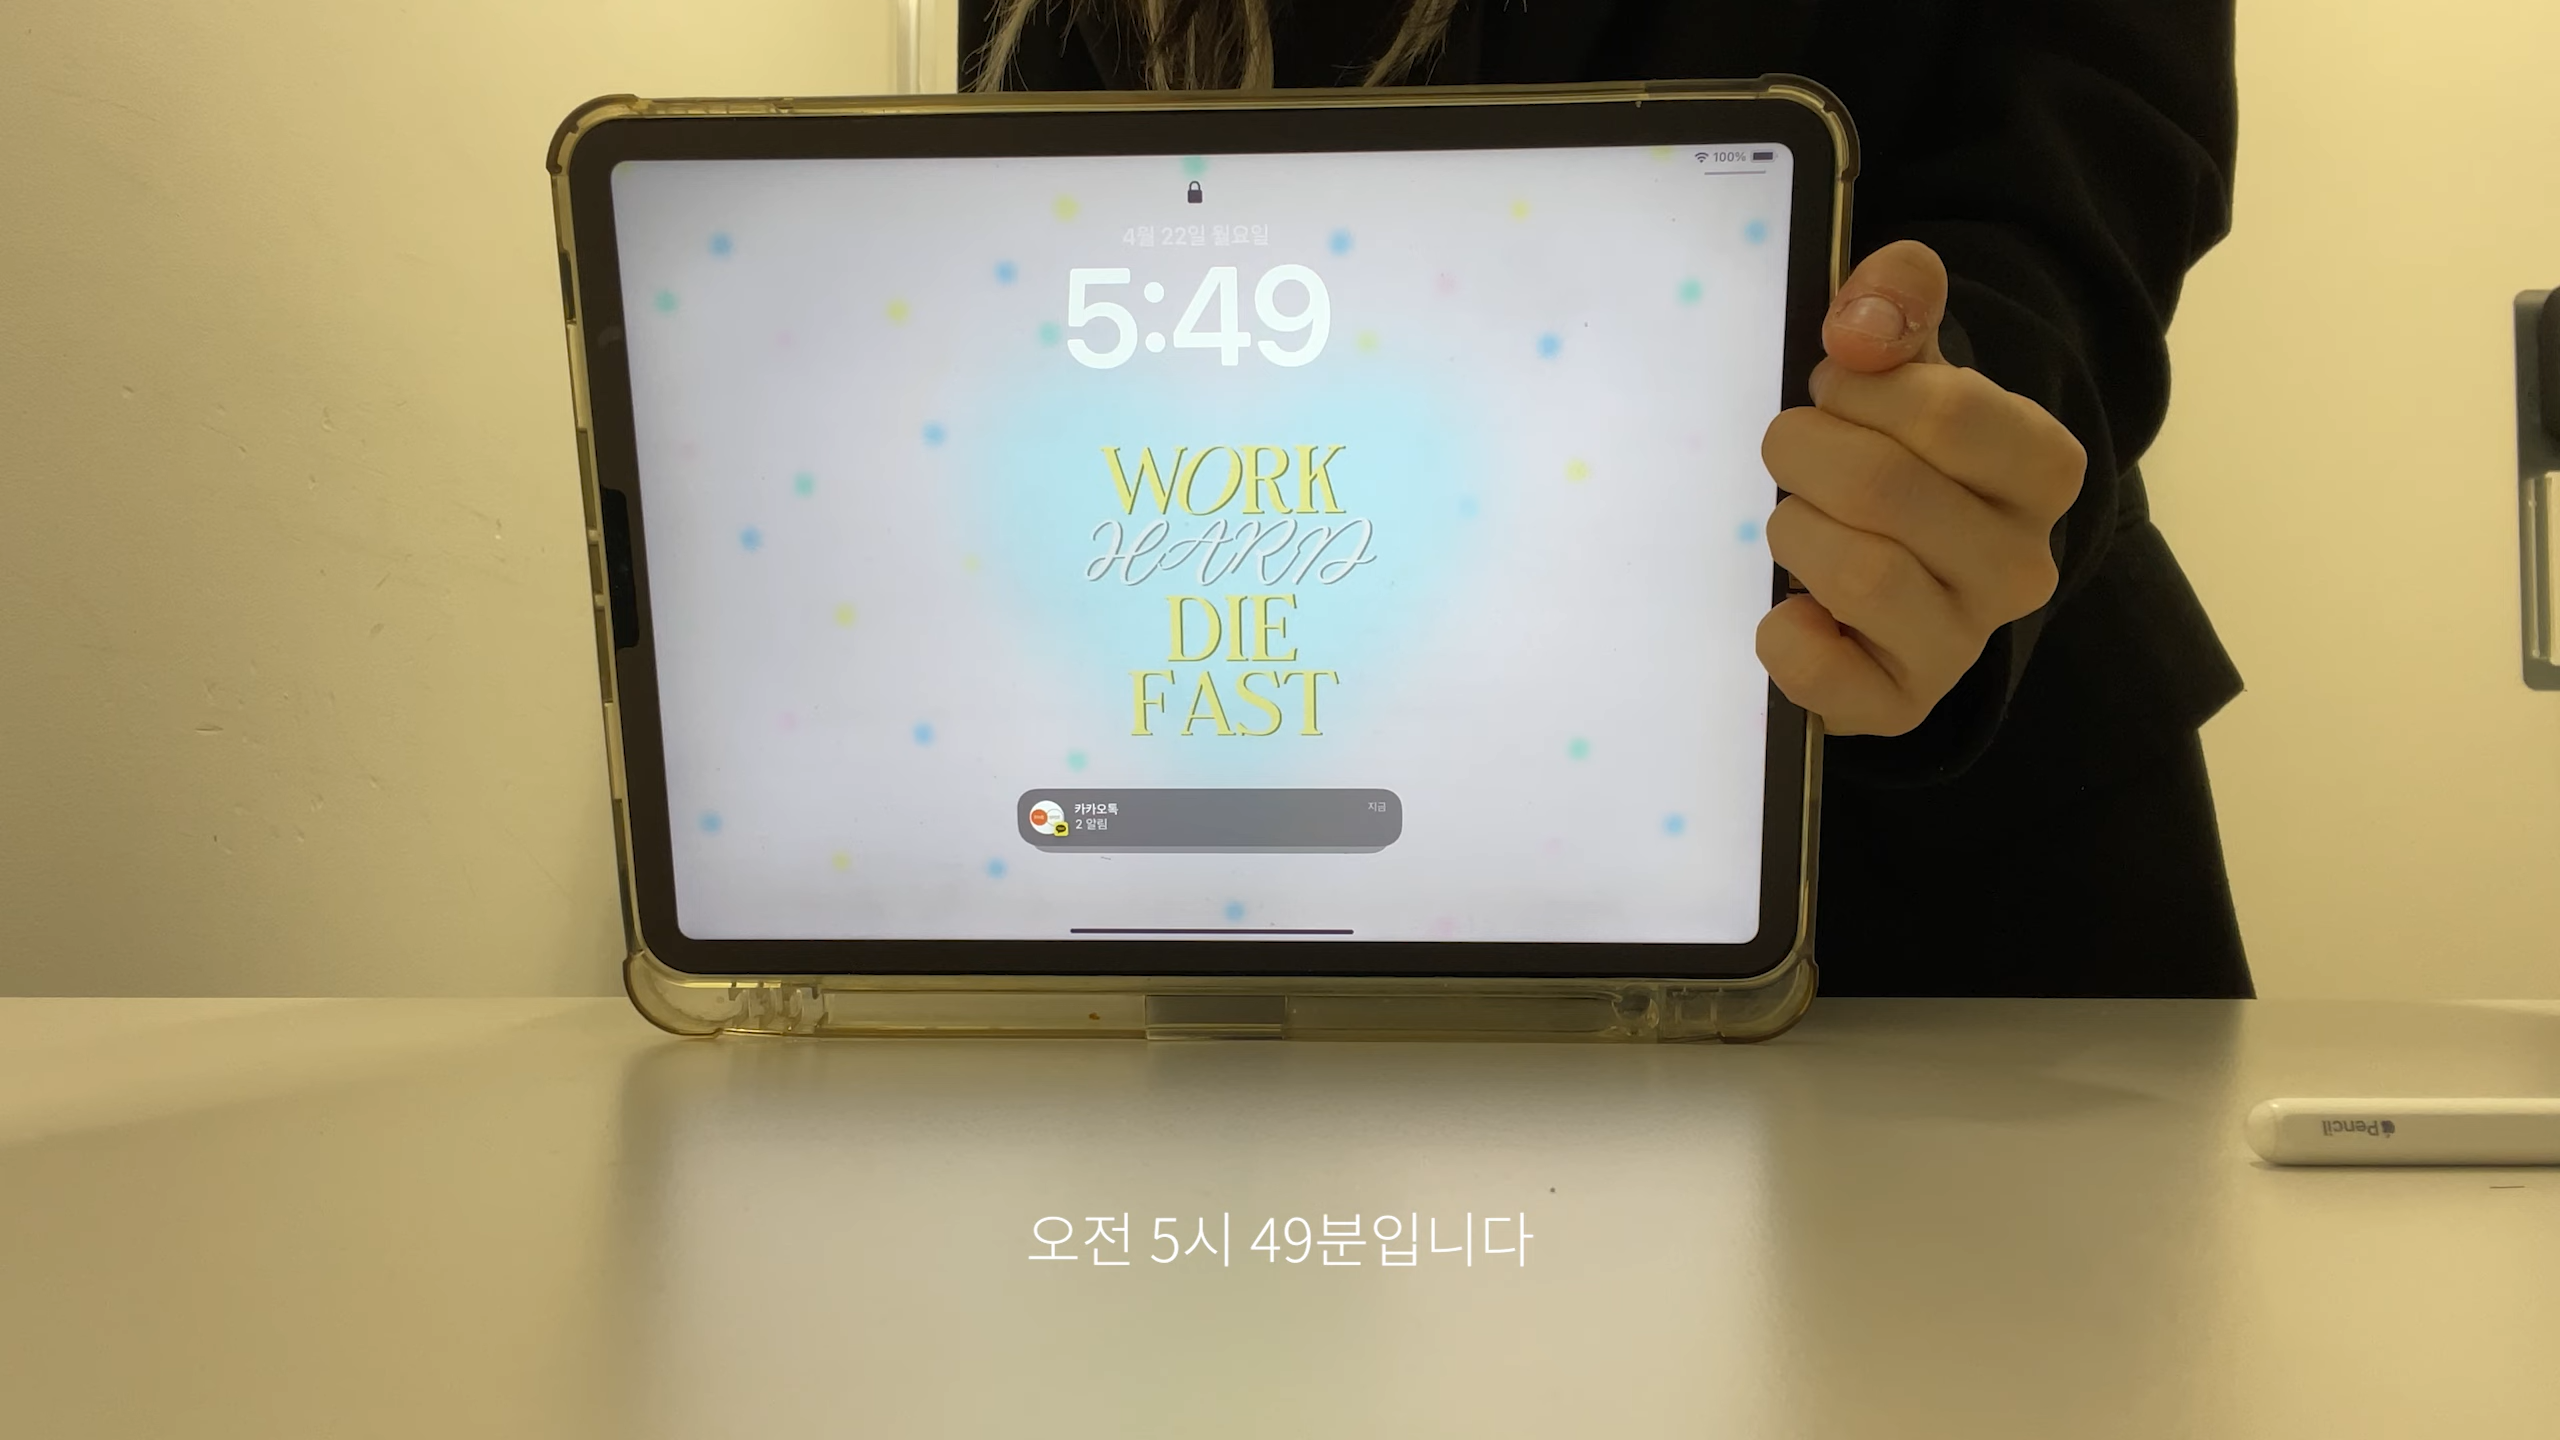 100%
4월 22일 월요일
5:49
WORK
HARD
DIE
FAST
카카오톡
지금
2 알림
Pencil
오전 5시 49분입니다